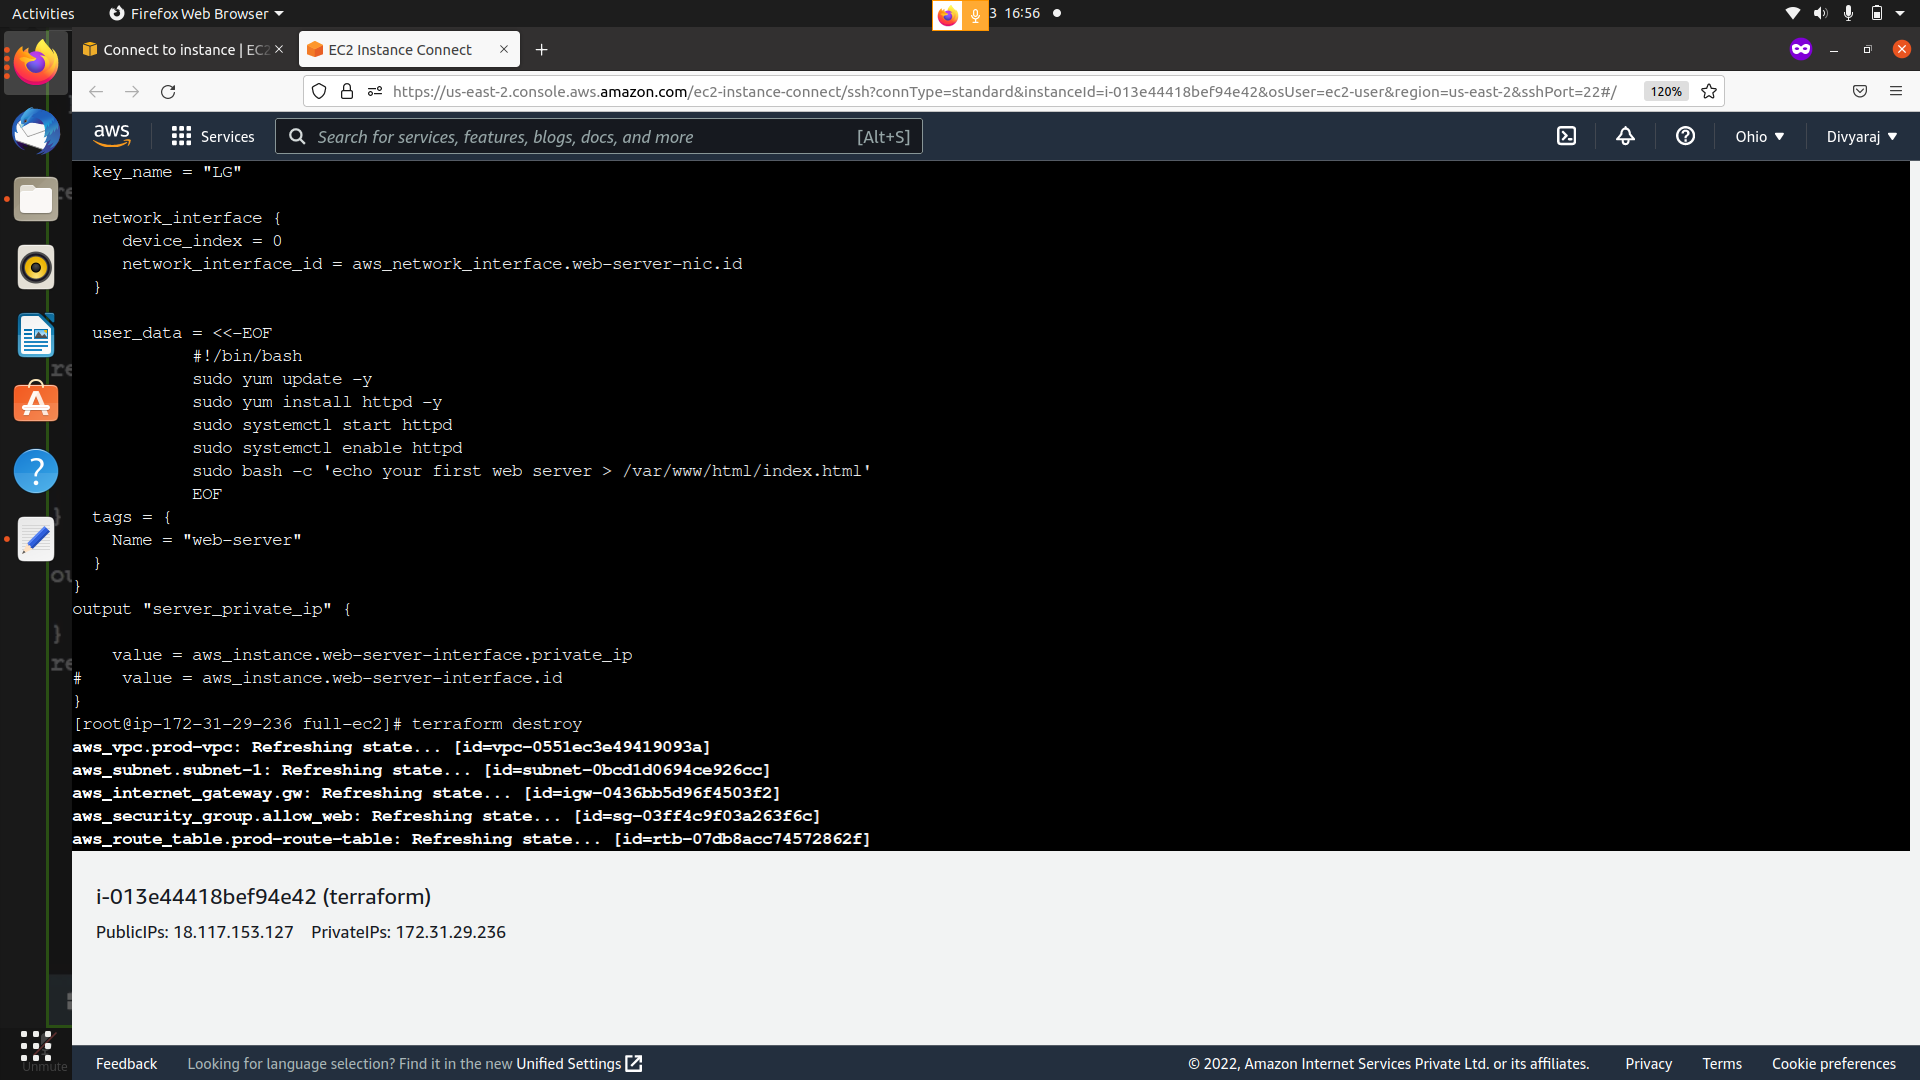 Activities
Firefox Web Browser
3 16:56
Connect to instance | EC2
EC2 Instance Connect
https://us-east-2.console.aws.amazon.com/ec2-instance-connect/ssh?connType=standard&instanceId=i-013e44418bef94e42&osUser=ec2-user&region=us-east-2&sshPort=22#/
120%
aws
Services
Search for services, features, blogs, docs, and more
[Alt+S]
Ohio
Divyaraj
key_name = "LG"
network_interface {
device_index = 0
network_interface_id = aws_network_interface.web-server-nic.id
}
user_data = <<-EOF
#!/bin/bash
sudo yum update -y
sudo yum install httpd -y
sudo systemctl start httpd
sudo systemctl enable httpd
sudo bash -c 'echo your first web server > /var/www/html/index.html'
EOF
tags = {
Name = "web-server"
}
}
output "server_private_ip" {
value = aws_instance.web-server-interface.private_ip
# value = aws_instance.web-server-interface.id
}
[root@ip-172-31-29-236 full-ec2]# terraform destroy
aws_vpc.prod-vpc: Refreshing state... [id=vpc-0551ec3e49419093a]
aws_subnet.subnet-1: Refreshing state... [id=subnet-0bcd1d0694ce926cc]
aws_internet_gateway.gw: Refreshing state... [id=igw-0436bb5d96f4503f2]
aws_security_group.allow_web: Refreshing state... [id=sg-03ff4c9f03a263f6c]
aws_route_table.prod-route-table: Refreshing state... [id=rtb-07db8acc74572862f]
i-013e44418bef94e42 (terraform)
PublicIPs: 18.117.153.127 PrivateIPs: 172.31.29.236
Unmute
Feedback
Looking for language selection? Find it in the new Unified Settings
© 2022, Amazon Internet Services Private Ltd. or its affiliates.
Privacy
Terms
Cookie preferences